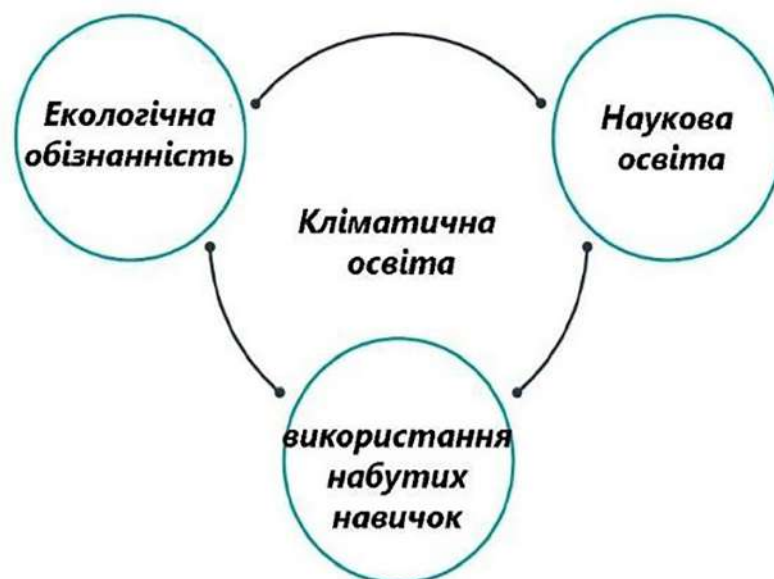 Екологічна
обізнанність
Наукова
освіта
Кліматична
освіта
використання
набутих
навичок